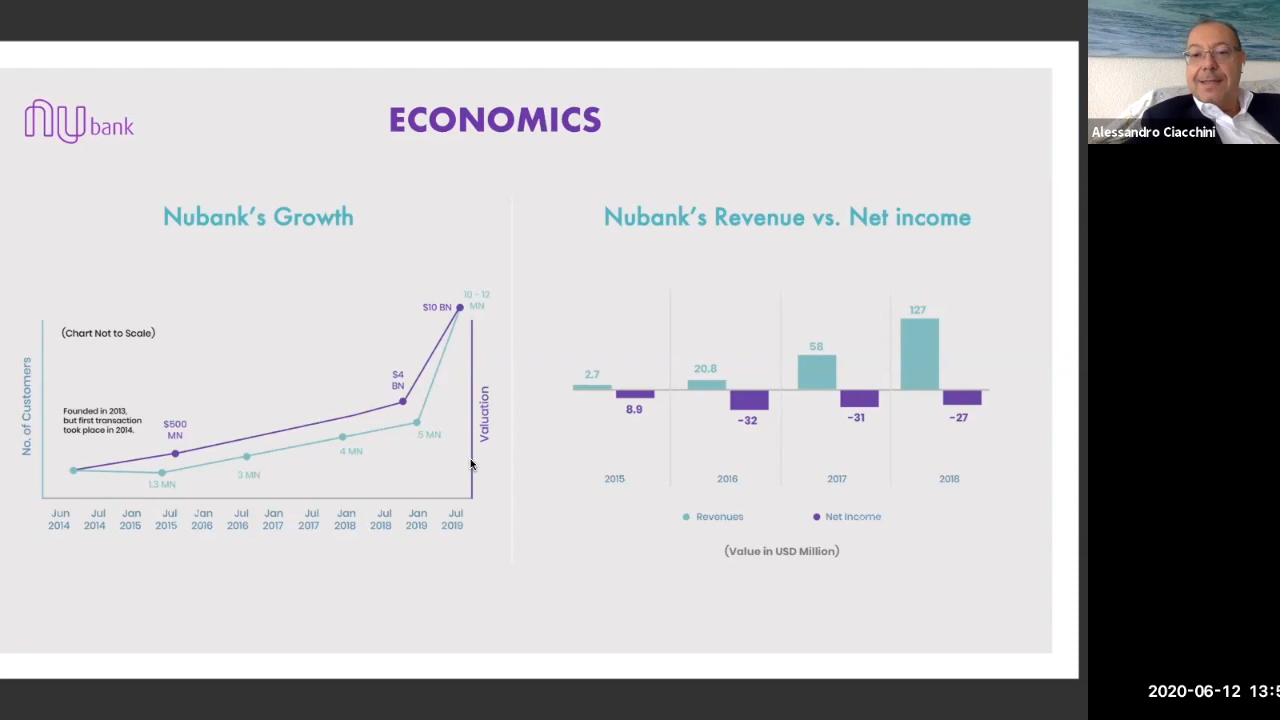 nu bank
ECONOMICS
Nubank's Growth
(Chart Not to Scale)
Founded in 2013,
but first transaction
took place in 2014.
No. of Customers
Valuation
$500
MN
$4
BN
$10 BN
10 - 12
MN
1.3 MN
3 MN
4 MN
5 MN
Jun Jul Jan Jul Jan Jul Jan Jul Jan Jul Jan Jul
2014 2014 2015 2015 2016 2016 2017 2017 2018 2018 2019 2019
Nubank's Revenue vs. Net income
2.7
8.9
20.8
-32
58
-31
127
-27
2015 2016 2017 2018
Revenues
Net Income
(Value in USD Million)
Alessandro Ciacchini
2020-06-12 13:5